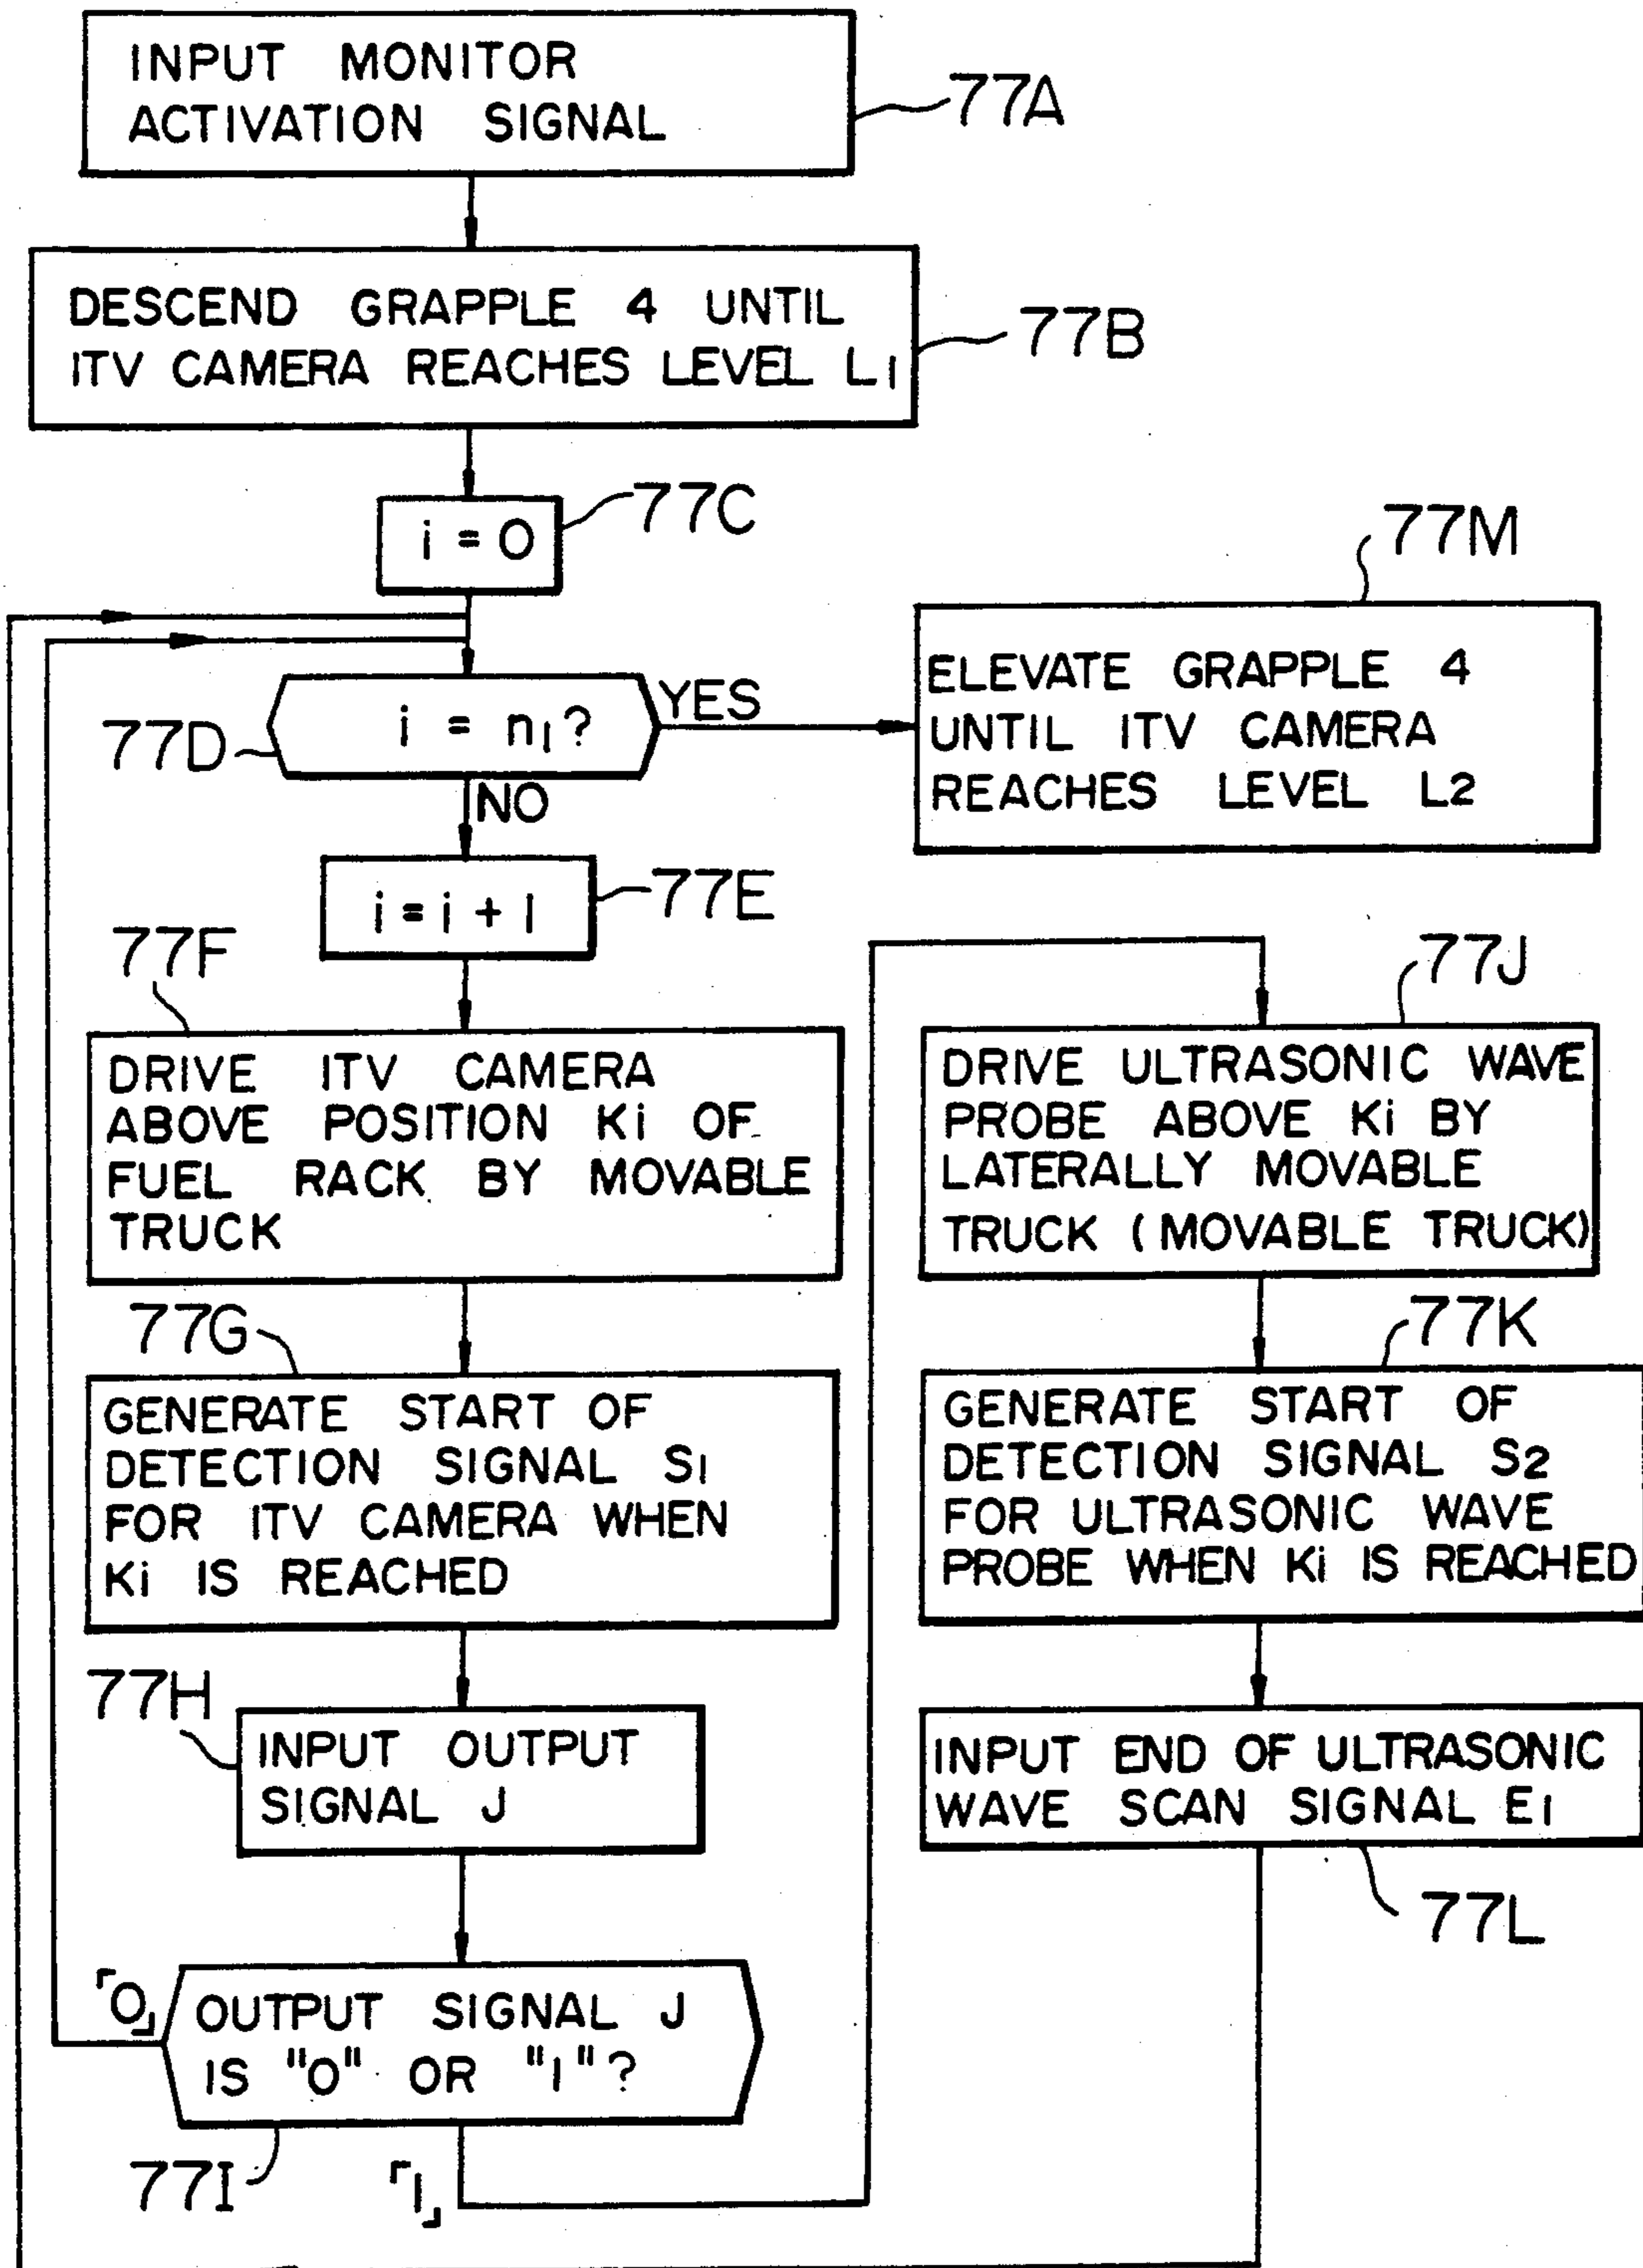 INPUT MONITOR
ACTIVATION SIGNAL
77A
DESCEND GRAPPLE 4 UNTIL
ITV CAMERA REACHES LEVEL L1
77B
i = 0
77C
77D
i = n1?
YES
NO
77M
ELEVATE GRAPPLE 4
UNTIL ITV CAMERA
REACHES LEVEL L2
i = i + 1
77E
77F
DRIVE ITV CAMERA
ABOVE POSITION Ki OF
FUEL RACK BY MOVABLE
TRUCK
77G
GENERATE START OF
DETECTION SIGNAL S1
FOR ITV CAMERA WHEN
Ki IS REACHED
77H
INPUT OUTPUT
SIGNAL J
「0」
OUTPUT SIGNAL J
IS "0" OR "1"?
77I
「1」
77J
DRIVE ULTRASONIC WAVE
PROBE ABOVE Ki BY
LATERALLY MOVABLE
TRUCK (MOVABLE TRUCK)
77K
GENERATE START OF
DETECTION SIGNAL S2
FOR ULTRASONIC WAVE
PROBE WHEN Ki IS REACHED
INPUT END OF ULTRASONIC
WAVE SCAN SIGNAL E1
77L